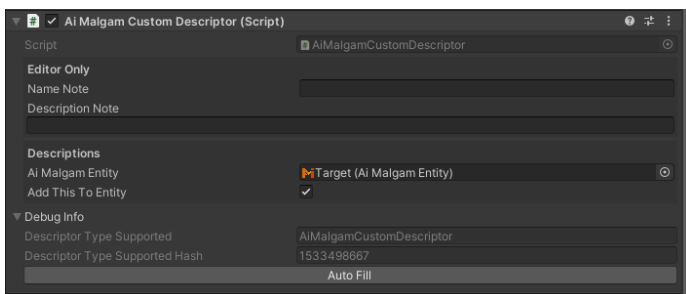 # Ai Malgam Custom Descriptor (Script)
Script # AiMalgamCustomDescriptor
Editor Only
Name Note
Description Note
Descriptions
Ai Malgam Entity Target (Ai Malgam Entity)
Add This To Entity
Debug Info
Descriptor Type Supported AiMalgamCustomDescriptor
Descriptor Type Supported Hash 1533498667
Auto Fill